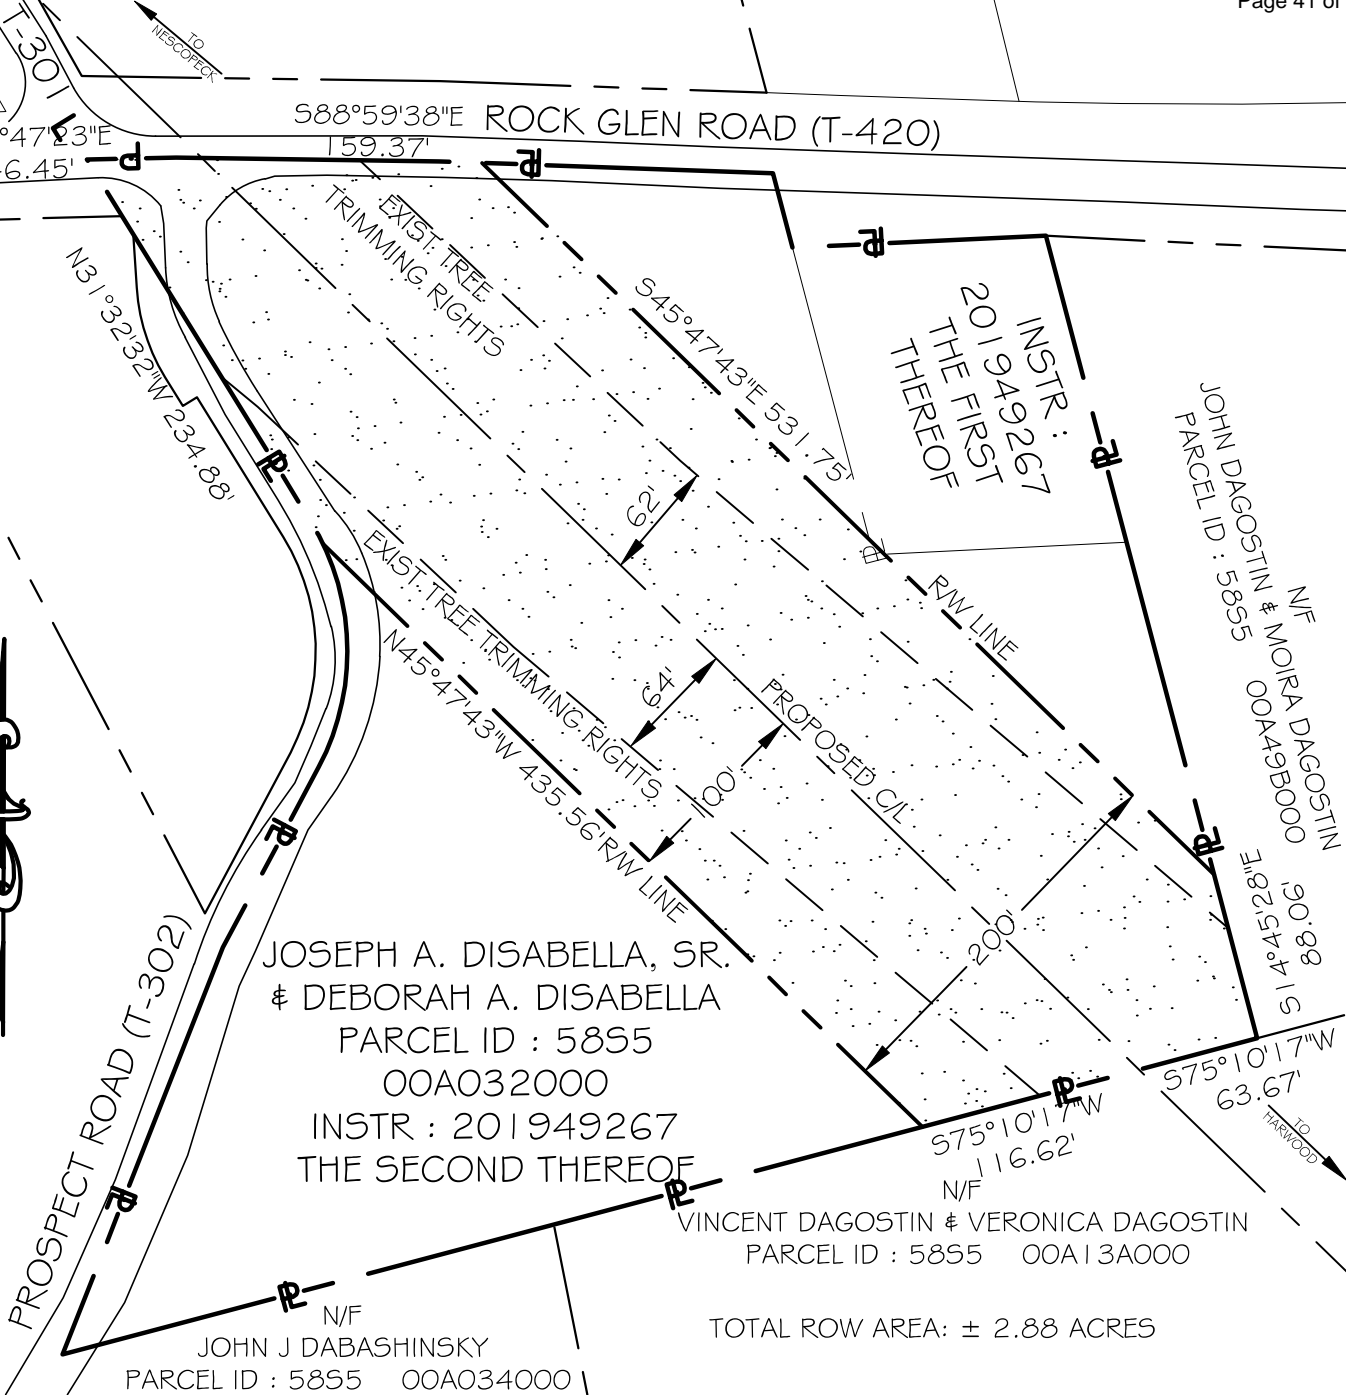 Page 41 of
T-301
TO
NESCOPECK
S88°59'38"E
159.37'
ROCK GLEN ROAD (T-420)
°47'23"E
6.45'
EXIST. TREE
TRIMMING RIGHTS
N31°32'32"W 234.88'
S45°47'43"E 531.75'
INSTR :
201949267
THE FIRST
THEREOF
N/F
JOHN DAGOSTIN & MOIRA DAGOSTIN
PARCEL ID : 58S5 00A49B000
62'
R/W LINE
EXIST. TREE TRIMMING RIGHTS
N45°47'43"W 435.56'
64'
PROPOSED C/L
100'
R/W LINE
200'
S14°45'28"E
88.06'
PROSPECT ROAD (T-302)
JOSEPH A. DISABELLA, SR.
& DEBORAH A. DISABELLA
PARCEL ID : 58S5
00A032000
INSTR : 201949267
THE SECOND THEREOF
S75°10'17"W
63.67'
TO
HARWOOD
S75°10'17"W
116.62'
N/F
VINCENT DAGOSTIN & VERONICA DAGOSTIN
PARCEL ID : 58S5 00A13A000
N/F
JOHN J DABASHINSKY
PARCEL ID : 58S5 00A034000
TOTAL ROW AREA: ± 2.88 ACRES